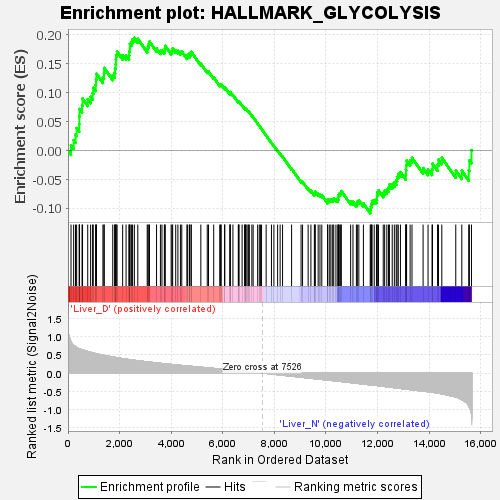 Enrichment plot: HALLMARK_GLYCOLYSIS
Enrichment score (ES)
0.20
0.15
0.10
0.05
0.00
-0.05
-0.10
Ranked list metric (Signal2Noise)
'Liver_D' (positively correlated)
1.5
1.0
0.5
0.0
-0.5
-1.0
-1.5
Zero cross at 7526
'Liver_N' (negatively correlated)
0
2,000
4,000
6,000
8,000
10,000
12,000
14,000
16,000
Rank in Ordered Dataset
Enrichment profile
Hits
Ranking metric scores